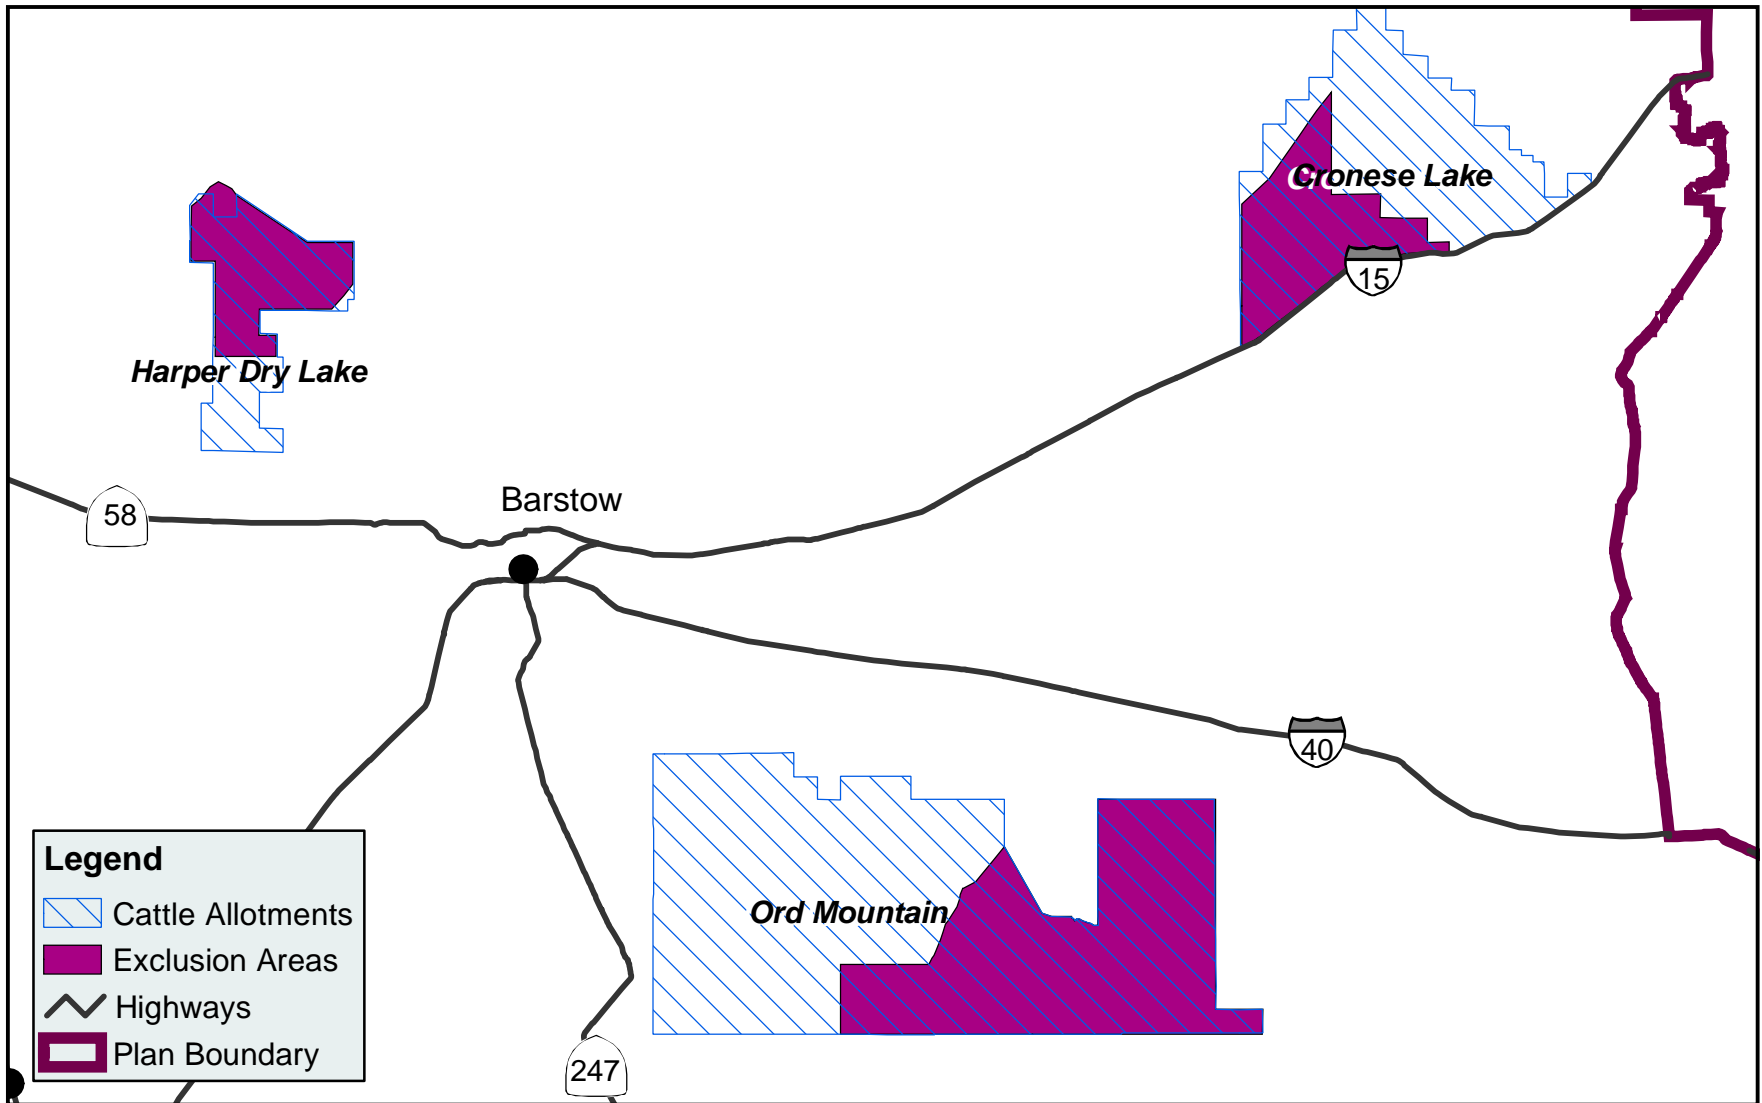 Cronese Lake
15
Harper Dry Lake
58
Barstow
40
Ord Mountain
247
Legend
Cattle Allotments
Exclusion Areas
Highways
Plan Boundary